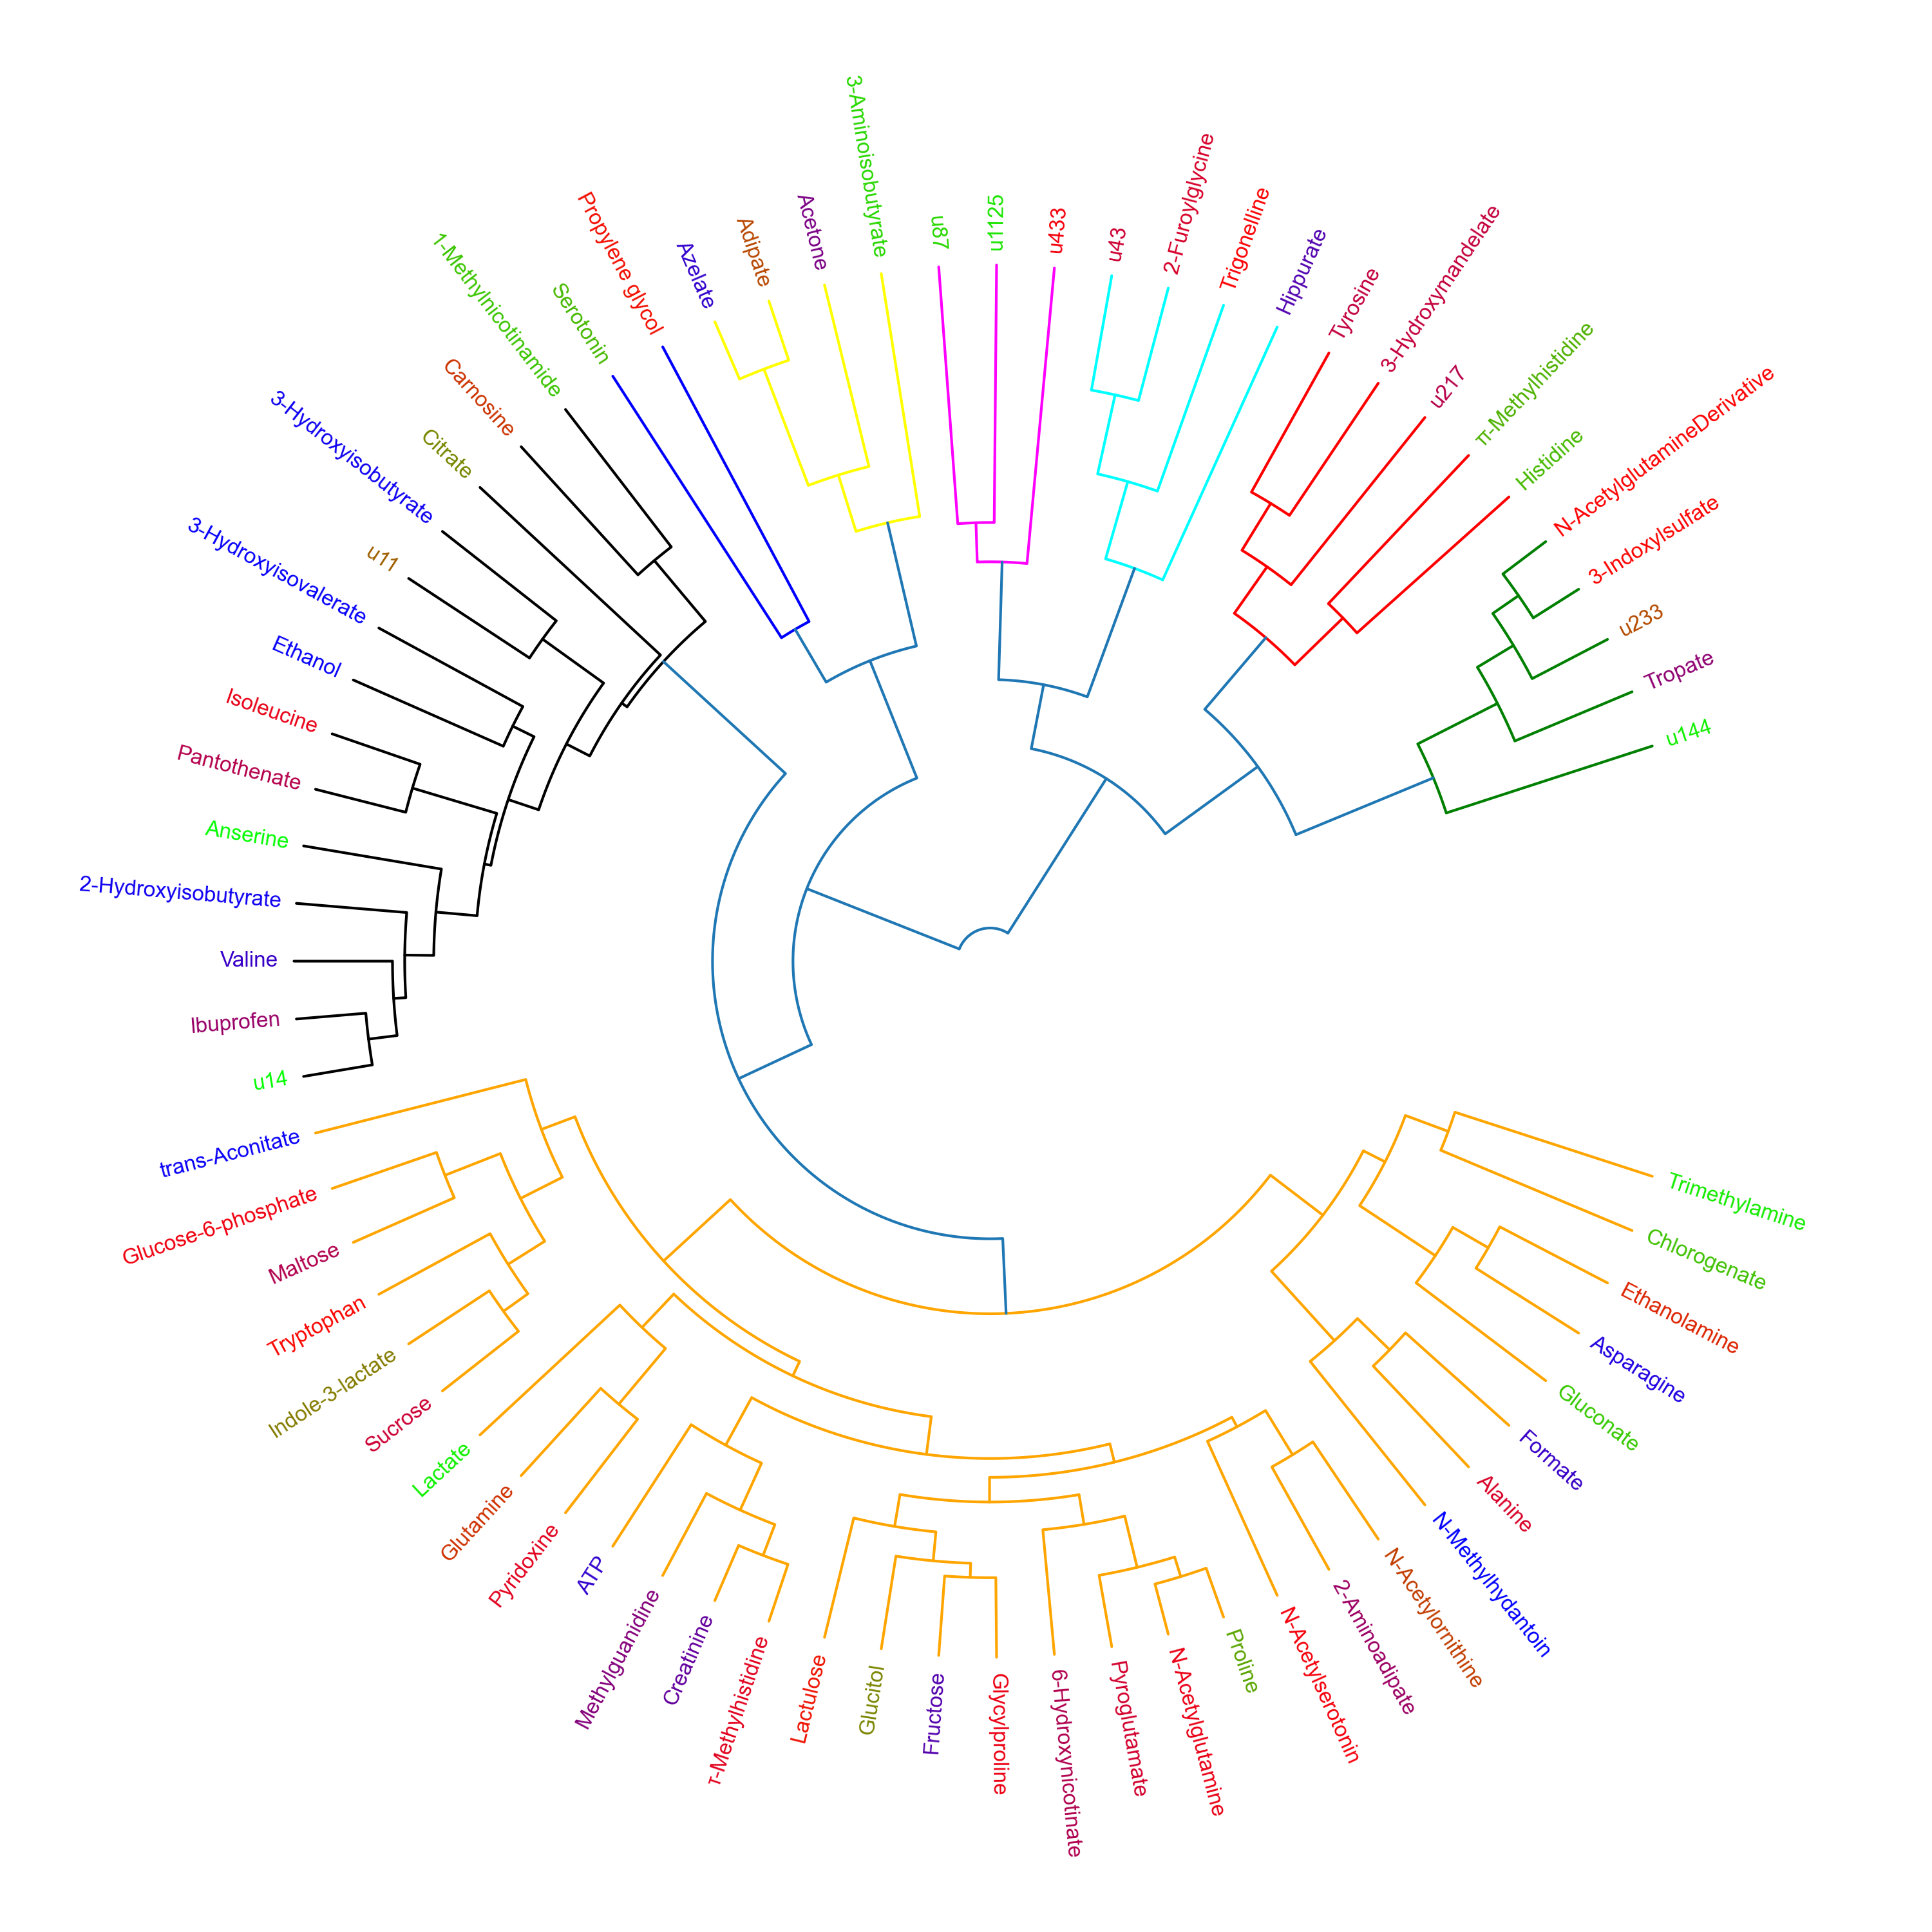 3-Aminoisobutyrate
u87
u1125
u433
u43
2-Furoylglycine
Trigonelline
Hippurate
Tyrosine
3-Hydroxymandelate
u217
π-Methylhistidine
Histidine
N-AcetylglutamineDerivative
3-Indoxylsulfate
u233
Tropate
u144
Trimethylamine
Chlorogenate
Ethanolamine
Asparagine
Gluconate
Formate
Alanine
N-Methylhydantoin
N-Acetylornithine
2-Aminoadipate
N-Acetylserotonin
Proline
N-Acetylglutamine
Pyroglutamate
6-Hydroxynicotinate
Glycylproline
Fructose
Glucitol
Lactulose
τ-Methylhistidine
Creatinine
Methylguanidine
ATP
Pyridoxine
Glutamine
Lactate
Sucrose
Indole-3-lactate
Tryptophan
Maltose
Glucose-6-phosphate
trans-Aconitate
u14
Ibuprofen
Valine
2-Hydroxyisobutyrate
Anserine
Pantothenate
Isoleucine
Ethanol
3-Hydroxyisovalerate
u11
3-Hydroxyisobutyrate
Citrate
Carnosine
1-Methylnicotinamide
Serotonin
Propylene glycol
Azelate
Adipate
Acetone